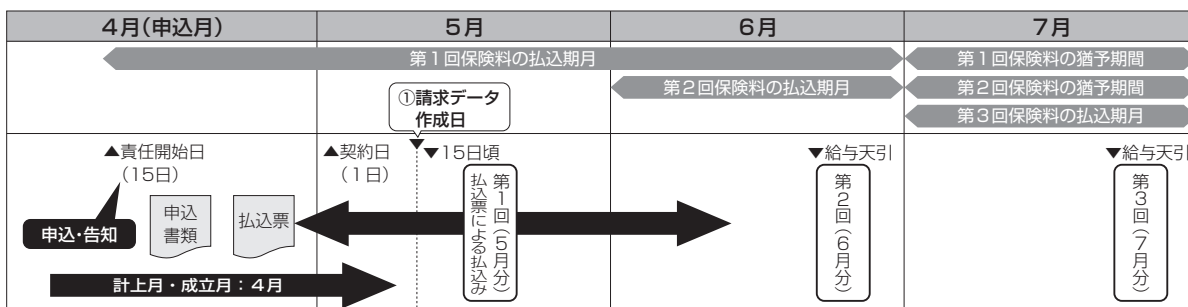 4月(申込月)
5月
6月
7月
第1回保険料の払込期月
第1回保険料の猶予期間
第2回保険料の払込期月
第2回保険料の猶予期間
第3回保険料の払込期月
①請求データ
作成日
▲責任開始日
(15日)
▲契約日
(1日)
▼
▼15日頃
▼給与天引
▼給与天引
申込・告知
申込
書類
払込票
第1回(5月分)
払込票による払込み
第2回(6月分)
第3回(7月分)
計上月・成立月:4月